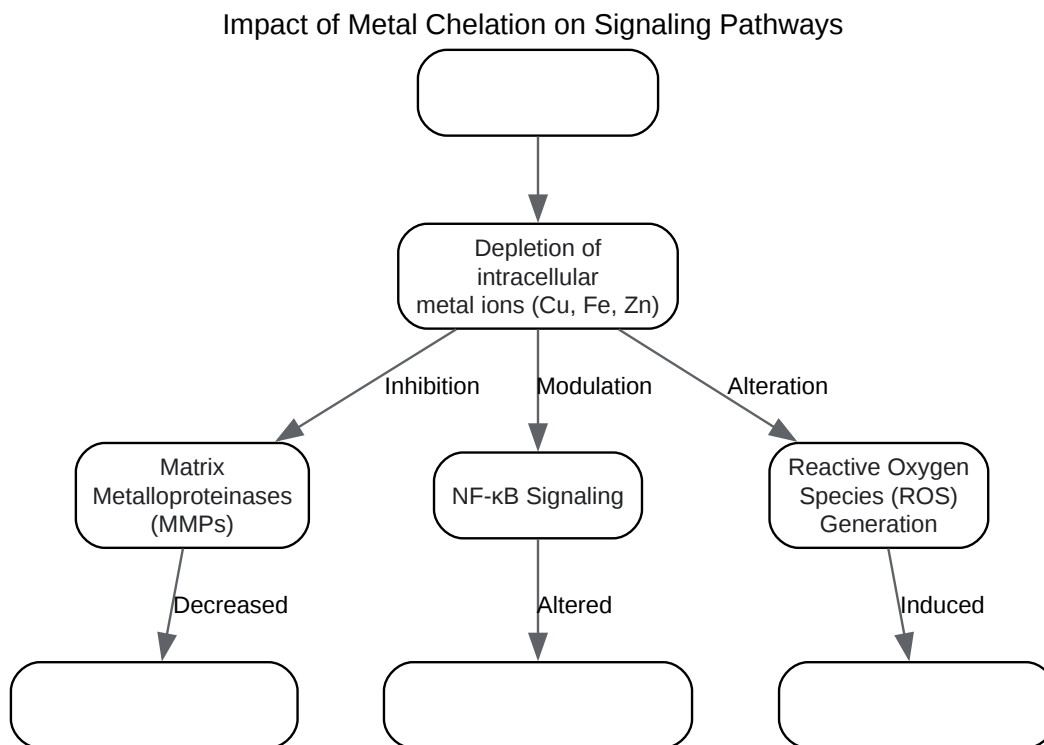 Impact of Metal Chelation on Signaling Pathways
Depletion of
intracellular
metal ions (Cu, Fe, Zn)
Inhibition
Modulation
Alteration
Matrix
Metalloproteinases
(MMPs)
NF-κB Signaling
Reactive Oxygen
Species (ROS)
Generation
Decreased
Altered
Induced